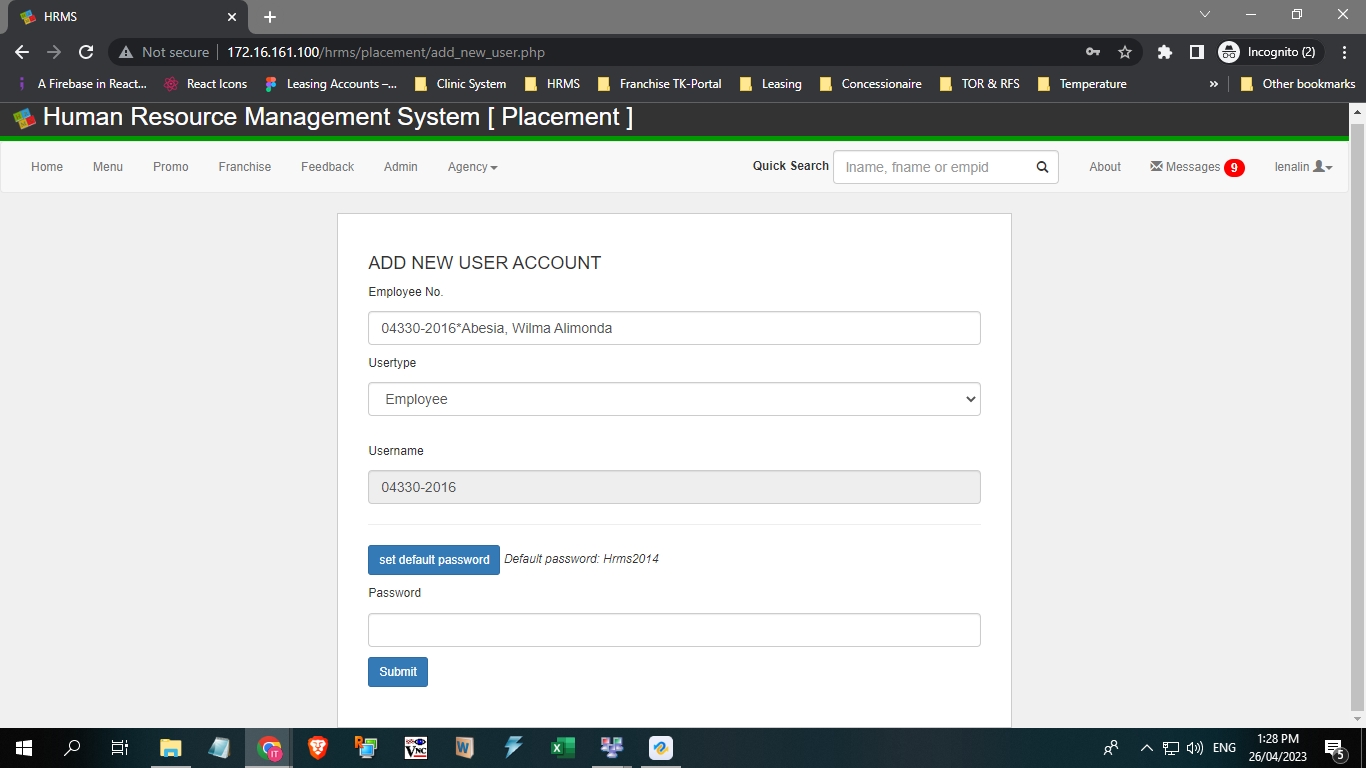 HRMS
Not secure 172.16.161.100/hrms/placement/add_new_user.php Incognito (2)
A Firebase in React... React Icons Leasing Accounts –... Clinic System HRMS Franchise TK-Portal Leasing Concessionaire TOR & RFS Temperature » Other bookmarks
Human Resource Management System [ Placement ]
Home Menu Promo Franchise Feedback Admin Agency Quick Search lname, fname or empid About Messages 9 lenalin
ADD NEW USER ACCOUNT
Employee No.
04330-2016*Abesia, Wilma Alimonda
Usertype
Employee
Username
04330-2016
set default password Default password: Hrms2014
Password
Submit
IT VNC W ENG 1:28 PM
26/04/2023 5